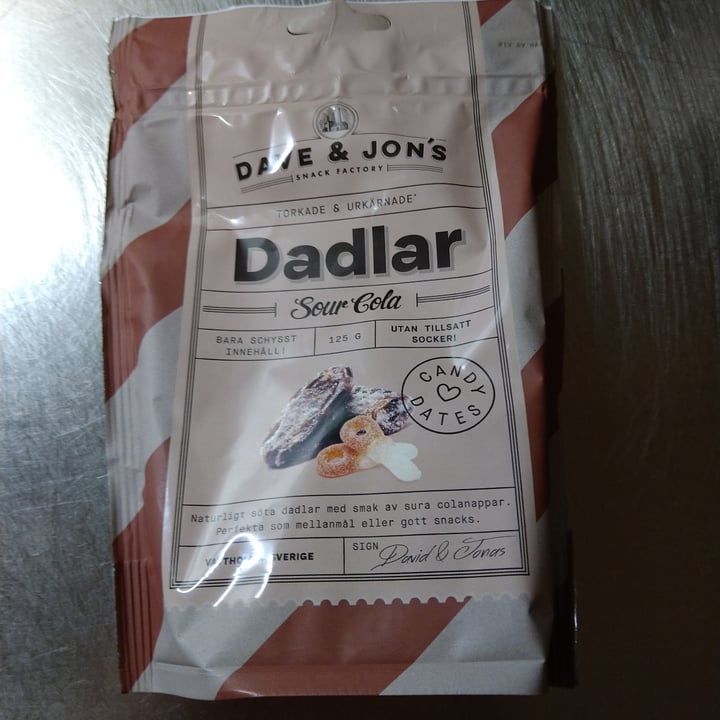 DAVE & JON'S
SNACK FACTORY
TORKADE & URKÄRNADE*
Dadlar
Sour Cola
BARA SCHYSST
INNEHÅLL!
125 G
UTAN TILLSATT
SOCKER!
CANDY
DATES
Naturligt söta dadlar med smak av sura colanappar.
Perfekta som mellanmål eller gott snacks.
SVERIGE
SIGN
David & Jonas